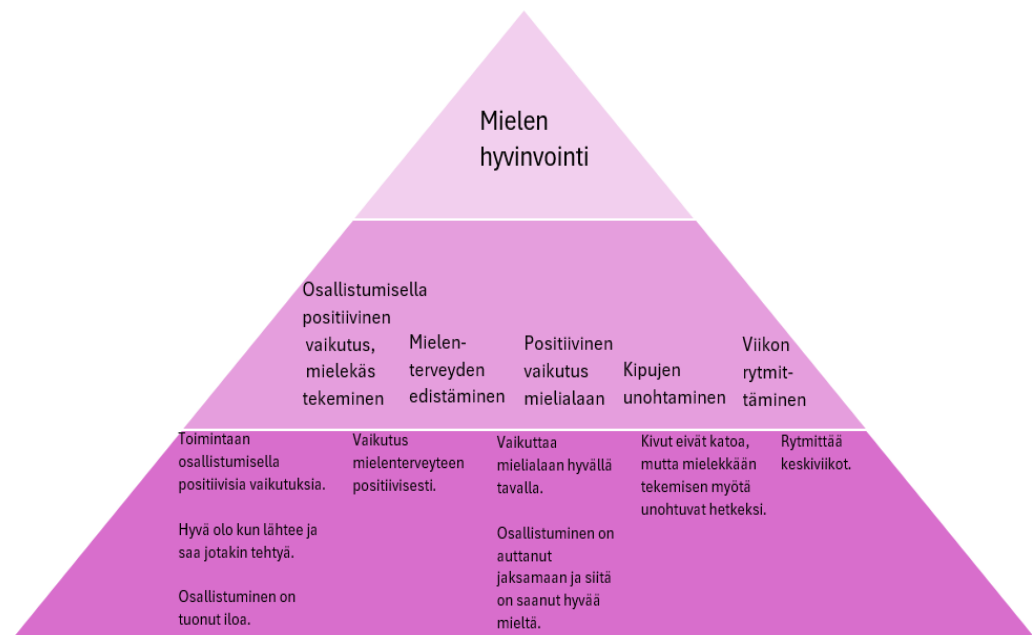 Mielen
hyvinvointi
Osallistumisella
positiivinen
vaikutus,
mielekäs
tekeminen
Mielen-
terveyden
edistäminen
Positiivinen
vaikutus
mielialaan
Kipujen
unohtaminen
Viikon
rytmit-
täminen
Toimintaan
osallistumisella
positiivisia vaikutuksia.
Hyvä olo kun lähtee ja
saa jotakin tehtyä.
Osallistuminen on
tuonut iloa.
Vaikutus
mielenterveyteen
positiivisesti.
Vaikuttaa
mielialaan hyvällä
tavalla.
Osallistuminen on
auttanut
jaksamaan ja siitä
on saanut hyvää
mieltä.
Kivut eivät katoa,
mutta mielekkään
tekemisen myötä
unohtuvat hetkeksi.
Rytmittää
keskiviikot.